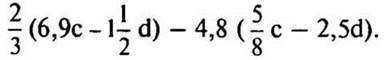 2/3 (6,9c − 1 1/2 d) − 4,8 (5/8 c − 2,5d).